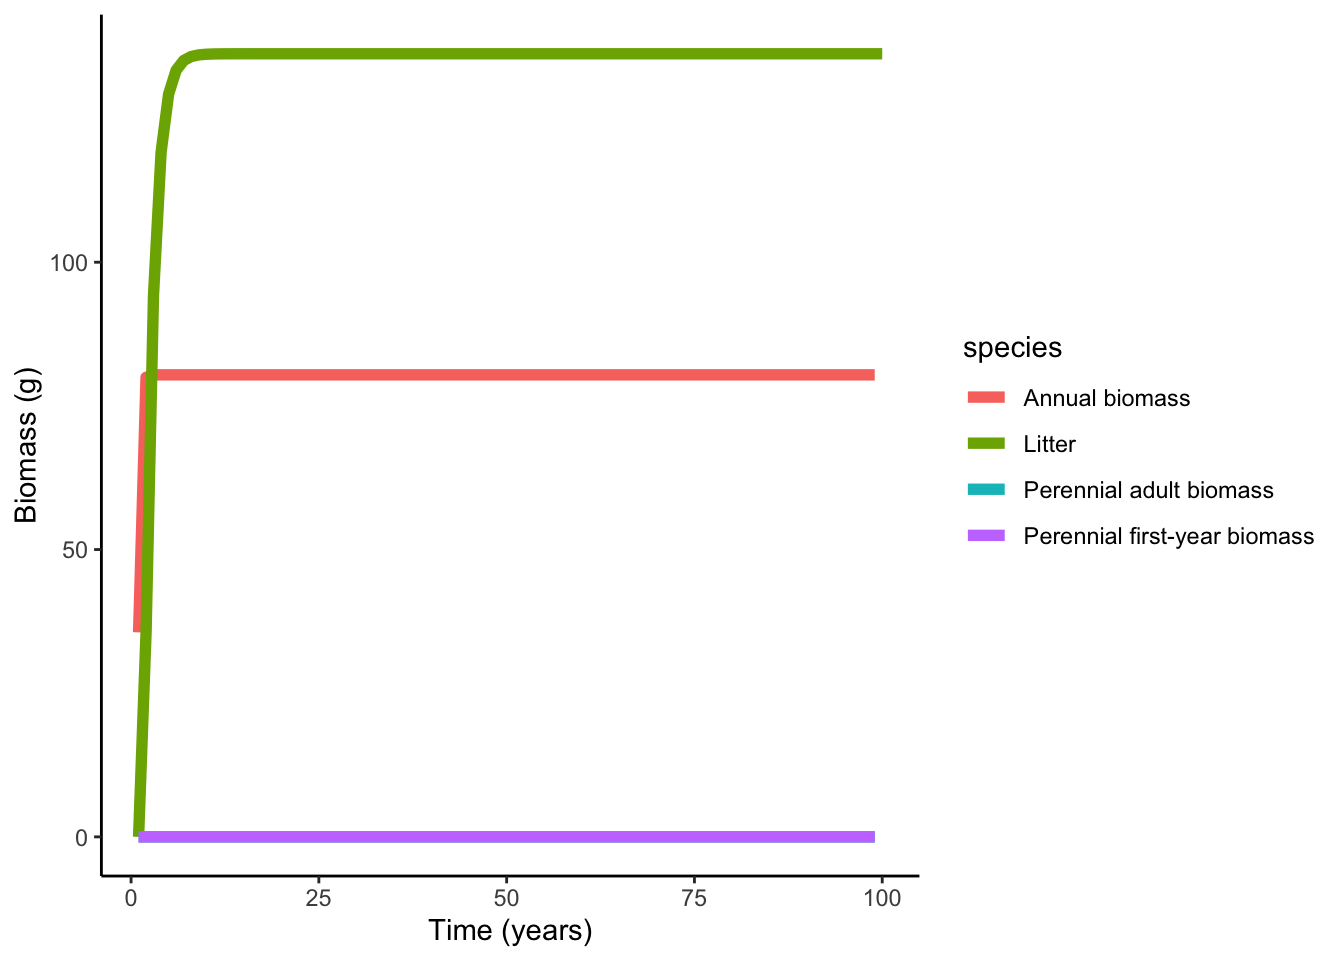 Biomass (g)
100
50
0
0 25 50 75 100
Time (years)
species
Annual biomass
Litter
Perennial adult biomass
Perennial first-year biomass